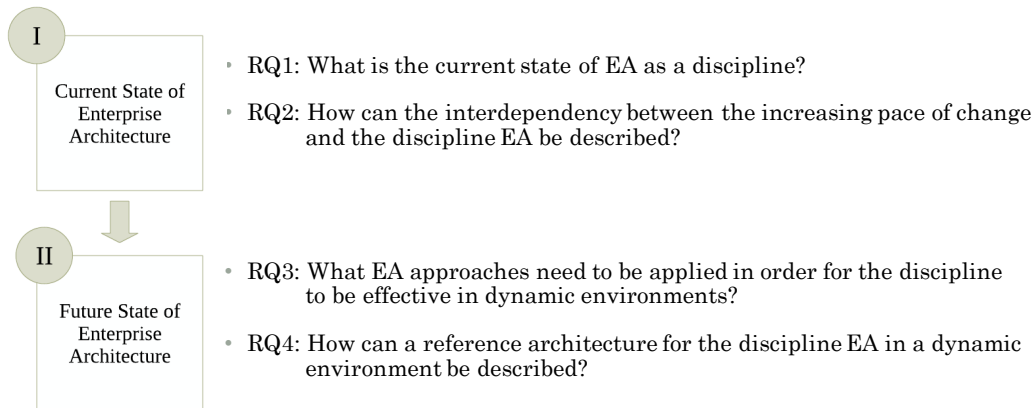 I
Current State of
Enterprise
Architecture
• RQ1: What is the current state of EA as a discipline?
• RQ2: How can the interdependency between the increasing pace of change
and the discipline EA be described?
II
Future State of
Enterprise
Architecture
• RQ3: What EA approaches need to be applied in order for the discipline
to be effective in dynamic environments?
• RQ4: How can a reference architecture for the discipline EA in a dynamic
environment be described?